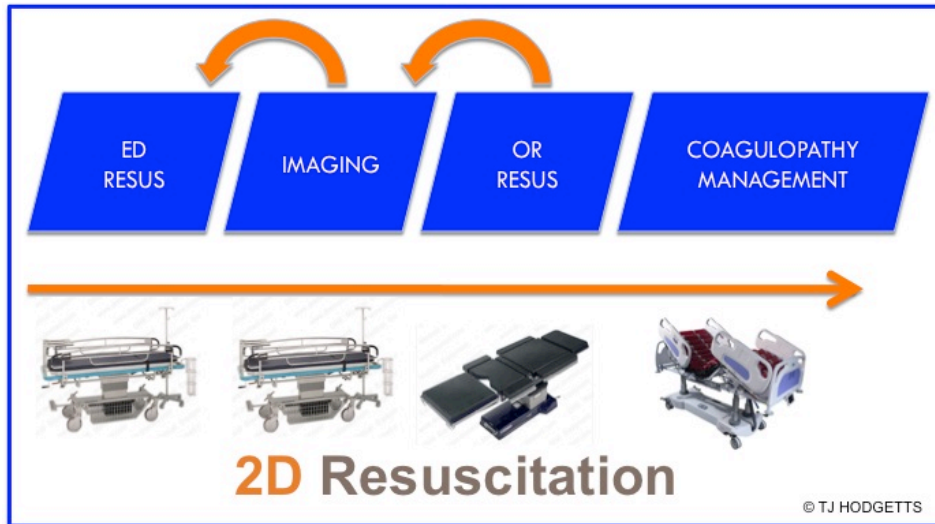 ED
RESUS
IMAGING
OR
RESUS
COAGULOPATHY
MANAGEMENT
2D Resuscitation
© TJ HODGETTS